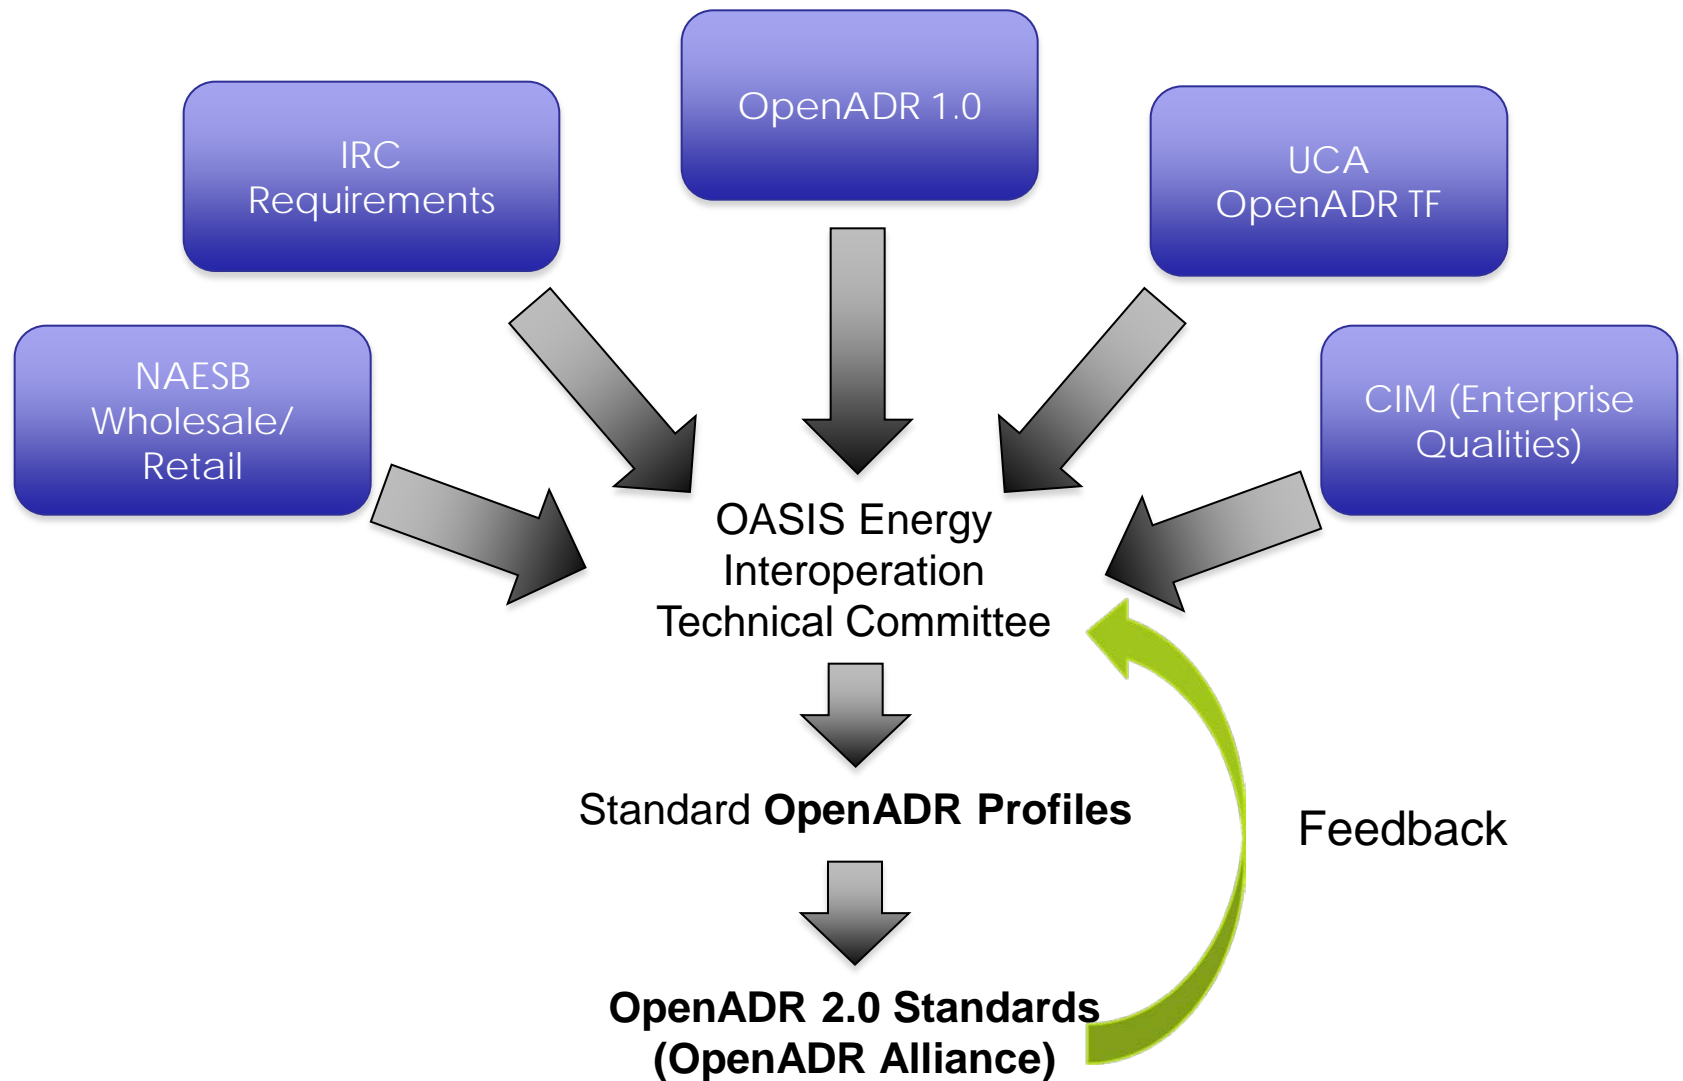 OpenADR 1.0
IRC
Requirements
UCA
OpenADR TF
NAESB
Wholesale/
Retail
CIM (Enterprise
Qualities)
OASIS Energy
Interoperation
Technical Committee
Standard OpenADR Profiles
Feedback
OpenADR 2.0 Standards
(OpenADR Alliance)